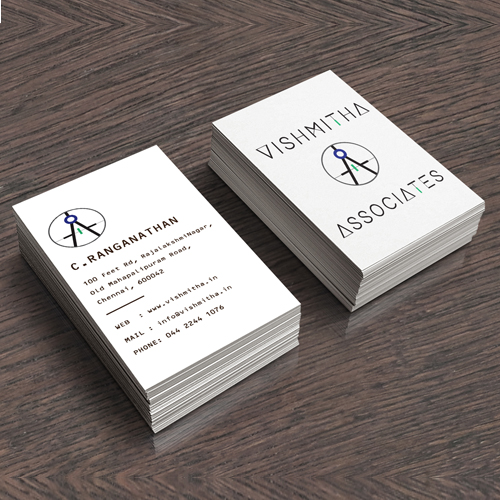 C.RANGANATHAN
100 Feet Rd, Rajalakshmi Nagar,
Old Mahapalipuram Road,
Chennai, 600042
WEB : www.vishmitha.in
MAIL : info@vishmitha.in
PHONE: 044 2244 1076
VISHMITHA
ASSOCIATES